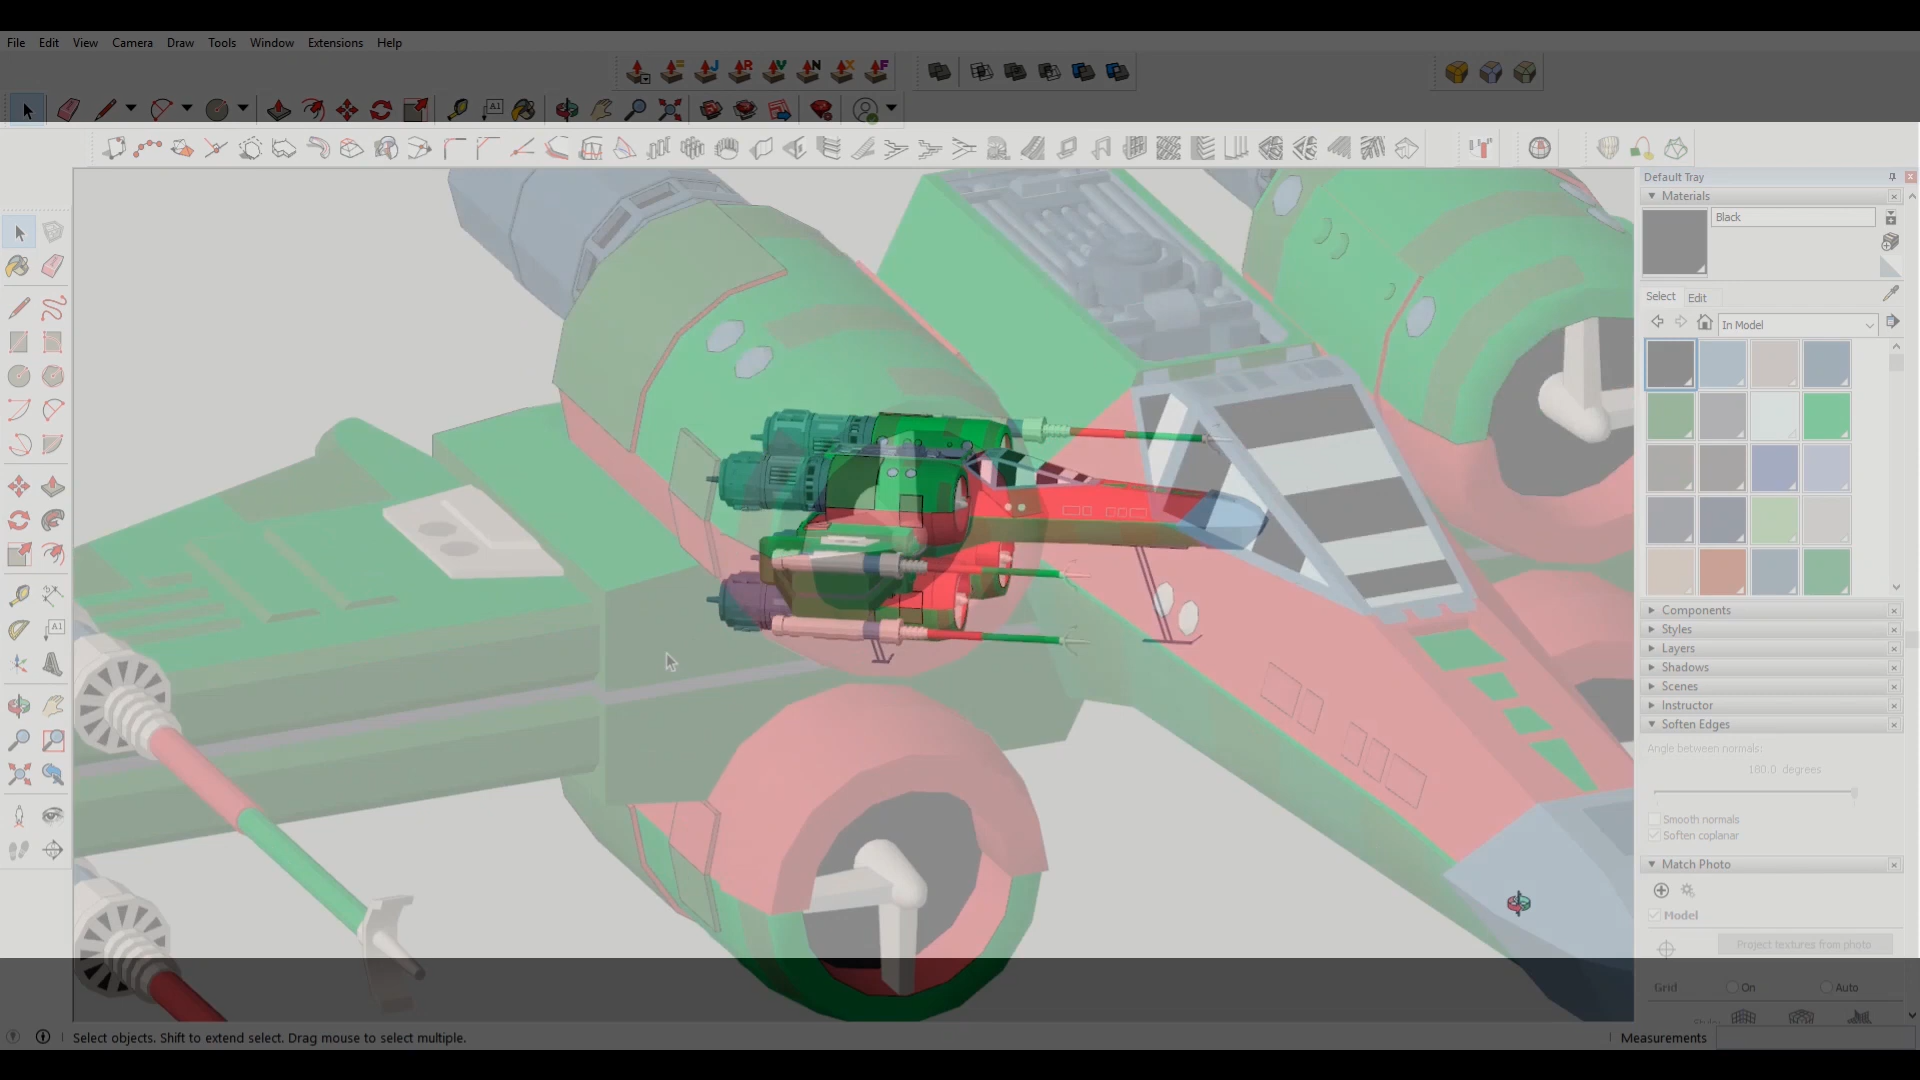 File Edit View Camera Draw Tools Window Extensions Help
J R V N X F
A1
Default Tray
Materials
Black
Select Edit
In Model
A1
Components
Styles
Layers
Shadows
Scenes
Instructor
Soften Edges
Angle between normals:
180.0 degrees
Smooth normals
Soften coplanar
Match Photo
Model
Project textures from photo
Grid On Auto
Style:
Select objects. Shift to extend select. Drag mouse to select multiple.
Measurements